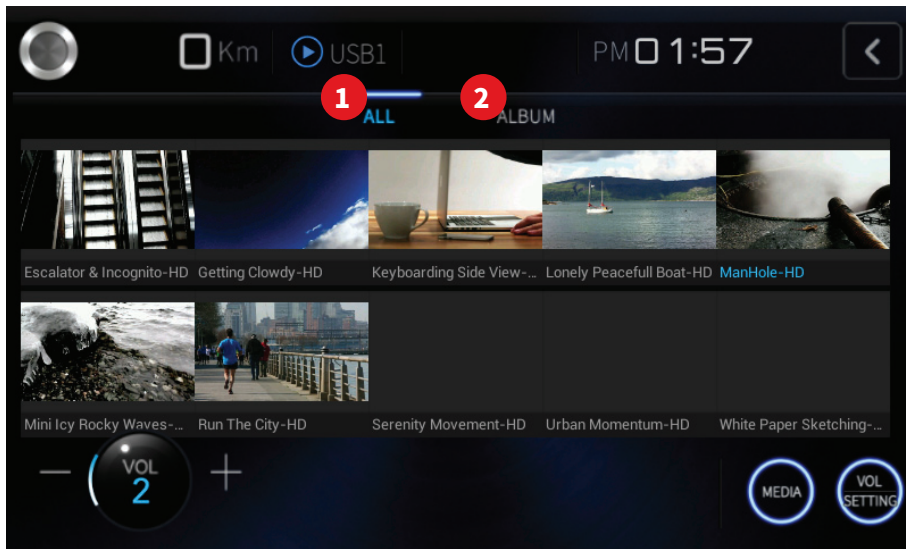 0 Km USB1 PM 01:57
1 2
ALL ALBUM
Escalator & Incognito-HD Getting Clowdy-HD Keyboarding Side View-... Lonely Peacefull Boat-HD ManHole-HD
Mini Icy Rocky Waves-... Run The City-HD Serenity Movement-HD Urban Momentum-HD White Paper Sketching-...
− VOL +
2
MEDIA
VOL
SETTING